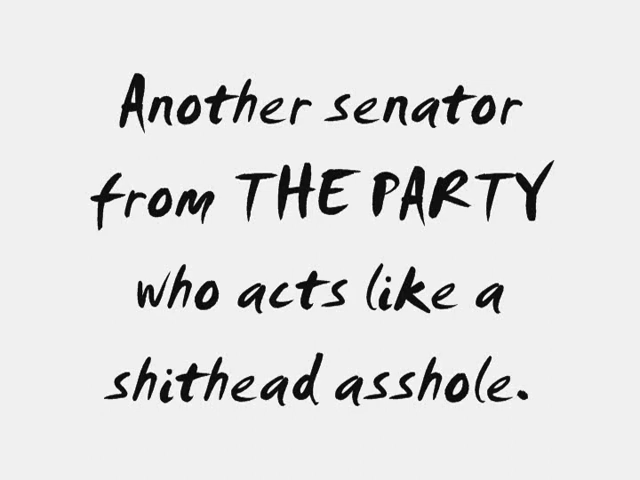 Another senator
from THE PARTY
who acts like a
shithead asshole.